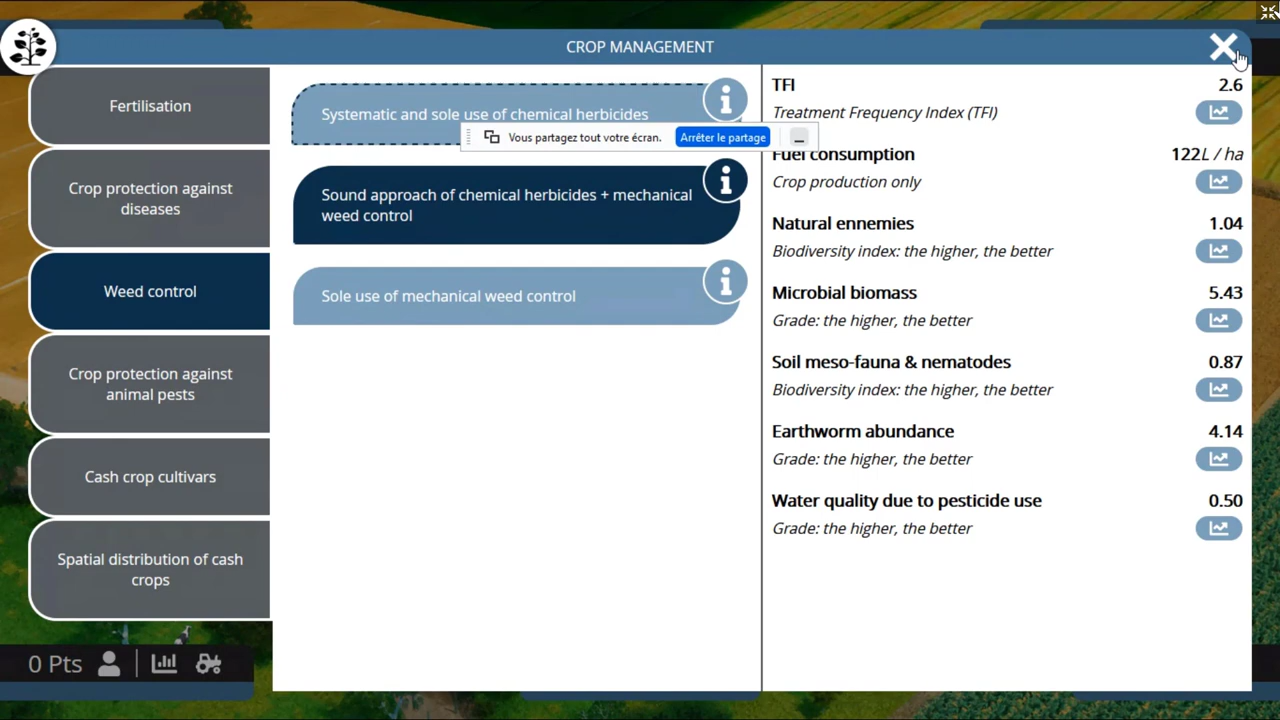 CROP MANAGEMENT
Fertilisation
Crop protection against
diseases
Weed control
Crop protection against
animal pests
Cash crop cultivars
Spatial distribution of cash
crops
0 Pts
Systematic and sole use of chemical herbicides
Vous partagez tout votre écran.
Arrêter le partage
Sound approach of chemical herbicides + mechanical
weed control
Sole use of mechanical weed control
TFI 2.6
Treatment Frequency Index (TFI)
Fuel consumption 122L / ha
Crop production only
Natural ennemies 1.04
Biodiversity index: the higher, the better
Microbial biomass 5.43
Grade: the higher, the better
Soil meso-fauna & nematodes 0.87
Biodiversity index: the higher, the better
Earthworm abundance 4.14
Grade: the higher, the better
Water quality due to pesticide use 0.50
Grade: the higher, the better